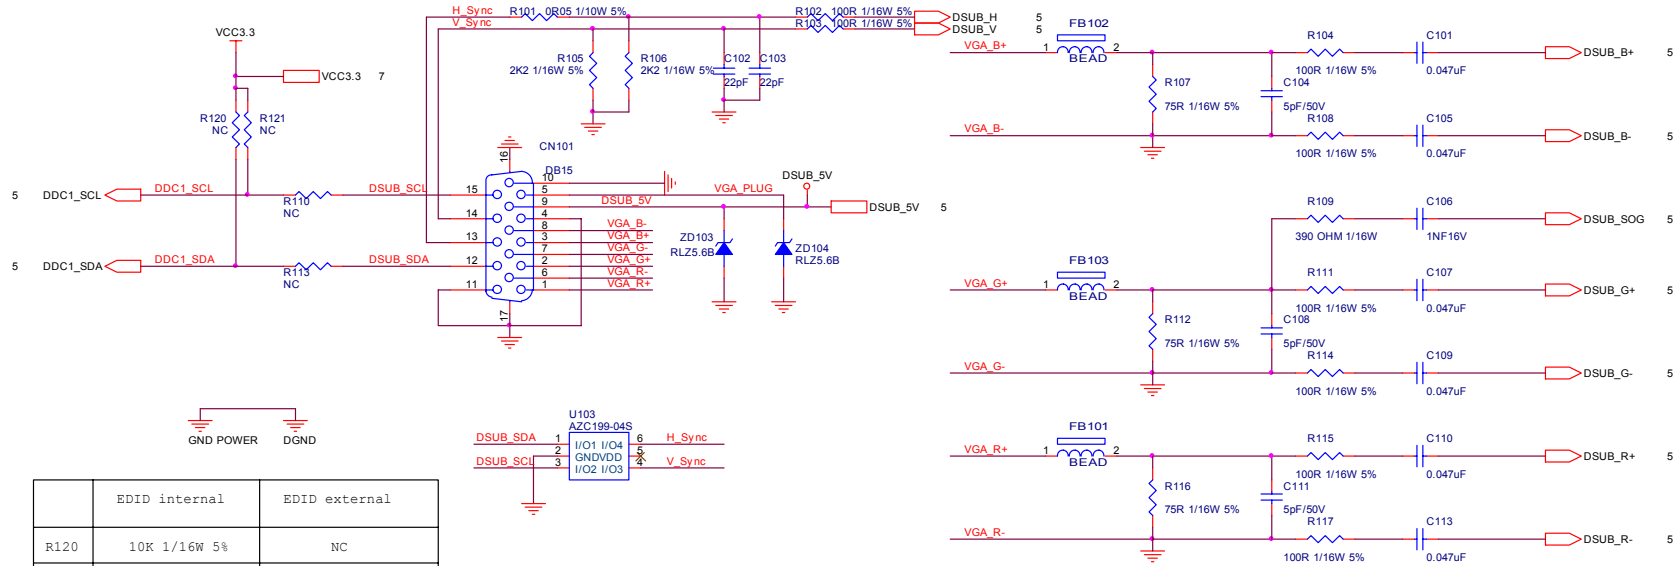 H_Sync
V_Sync
R101 0R05 1/10W 5%
R102 100R 1/16W 5%
R103 100R 1/16W 5%
DSUB_H 5
DSUB_V 5
R105
2K2 1/16W 5%
R106
2K2 1/16W 5%
C102
22pF
C103
22pF
VCC3.3
VCC3.3 7
R120
NC
R121
NC
5 DDC1_SCL
DDC1_SCL
R110
NC
DSUB_SCL
5 DDC1_SDA
DDC1_SDA
R113
NC
DSUB_SDA
CN101
DB15
16
17
15
14
13
12
11
10
5
9
4
8
3
7
2
6
1
DSUB_5V
VGA_PLUG
VGA_B-
VGA_B+
VGA_G-
VGA_G+
VGA_R-
VGA_R+
DSUB_5V
DSUB_5V 5
ZD103
RLZ5.6B
ZD104
RLZ5.6B
GND POWER
DGND
U103
AZC199-04S
DSUB_SDA 1 I/O1 I/O4 6 H_Sync
2 GNDVDD 5
DSUB_SCL 3 I/O2 I/O3 4 V_Sync
EDID internal EDID external
R120 10K 1/16W 5% NC
FB102
VGA_B+ 1 2
BEAD
R107
75R 1/16W 5%
C104
5pF/50V
R104
100R 1/16W 5%
C101
0.047uF
DSUB_B+ 5
VGA_B-
R108
100R 1/16W 5%
C105
0.047uF
DSUB_B- 5
R109
390 OHM 1/16W
C106
1NF16V
DSUB_SOG 5
FB103
VGA_G+ 1 2
BEAD
R112
75R 1/16W 5%
C108
5pF/50V
R111
100R 1/16W 5%
C107
0.047uF
DSUB_G+ 5
VGA_G-
R114
100R 1/16W 5%
C109
0.047uF
DSUB_G- 5
FB101
VGA_R+ 1 2
BEAD
R116
75R 1/16W 5%
C111
5pF/50V
R115
100R 1/16W 5%
C110
0.047uF
DSUB_R+ 5
VGA_R-
R117
100R 1/16W 5%
C113
0.047uF
DSUB_R- 5